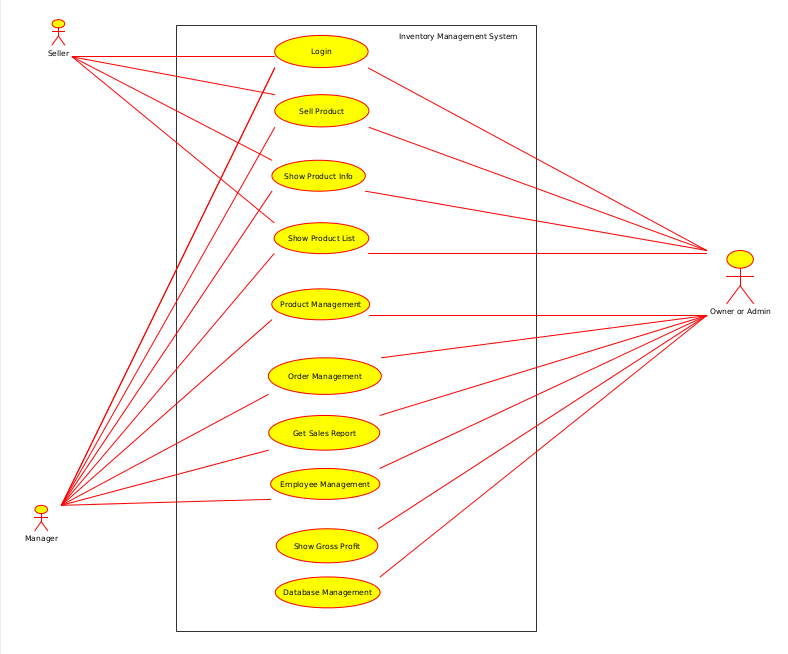 Inventory Management System
Seller
Login
Sell Product
Show Product Info
Show Product List
Product Management
Owner or Admin
Order Management
Get Sales Report
Employee Management
Manager
Show Gross Profit
Database Management